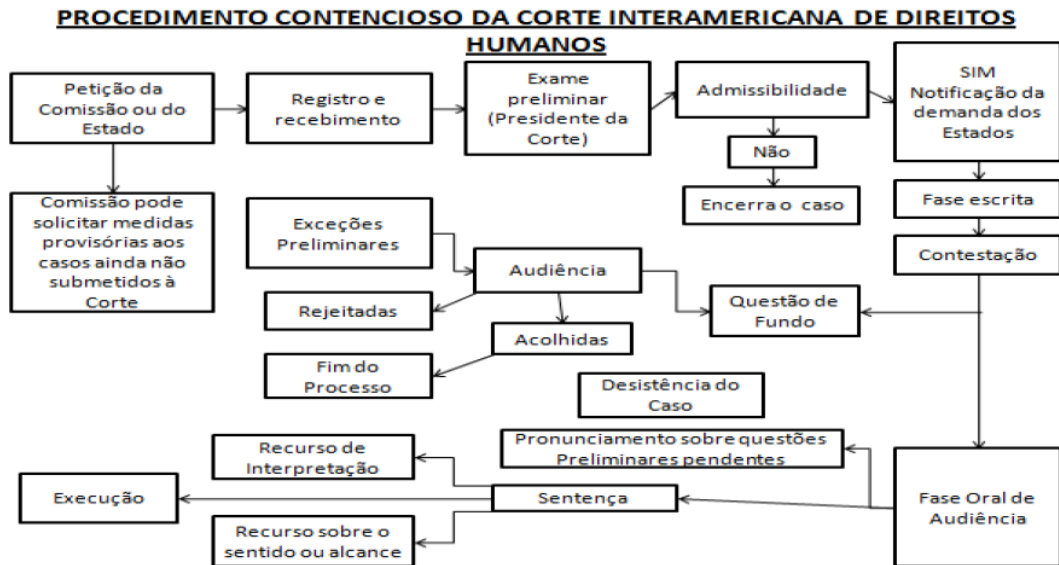 PROCEDIMENTO CONTENCIOSO DA CORTE INTERAMERICANA DE DIREITOS
HUMANOS
Petição da
Comissão ou do
Estado
Registro e
recebimento
Exame
preliminar
(Presidente da
Corte)
Admissibilidade
SIM
Notificação da
demanda dos
Estados
Não
Encerra o caso
Comissão pode
solicitar medidas
provisórias aos
casos ainda não
submetidos à
Corte
Fase escrita
Contestação
Exceções
Preliminares
Audiência
Rejeitadas
Acolhidas
Questão de
Fundo
Fim do
Processo
Desistência do
Caso
Pronunciamento sobre questões
Preliminares pendentes
Recurso de
Interpretação
Execução
Sentença
Fase Oral de
Audiência
Recurso sobre o
sentido ou alcance